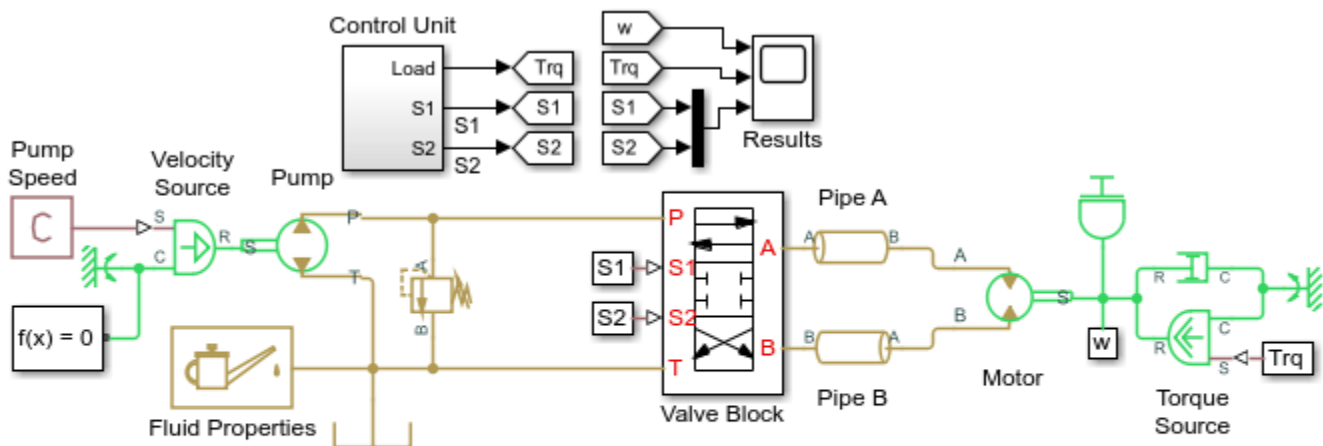 Control Unit
Load
S1
S2
S1
S2
Trq
S1
S2
w
Trq
S1
S2
Results
Pump
Speed
C
Velocity
Source
Pump
S
C
R
S
P
T
f(x) = 0
A
B
Fluid Properties
S1
S2
P
S1
S2
T
A
B
Valve Block
Pipe A
A
B
A
B
A
B
Pipe B
S
Motor
w
R
C
C
R
S
Trq
Torque
Source